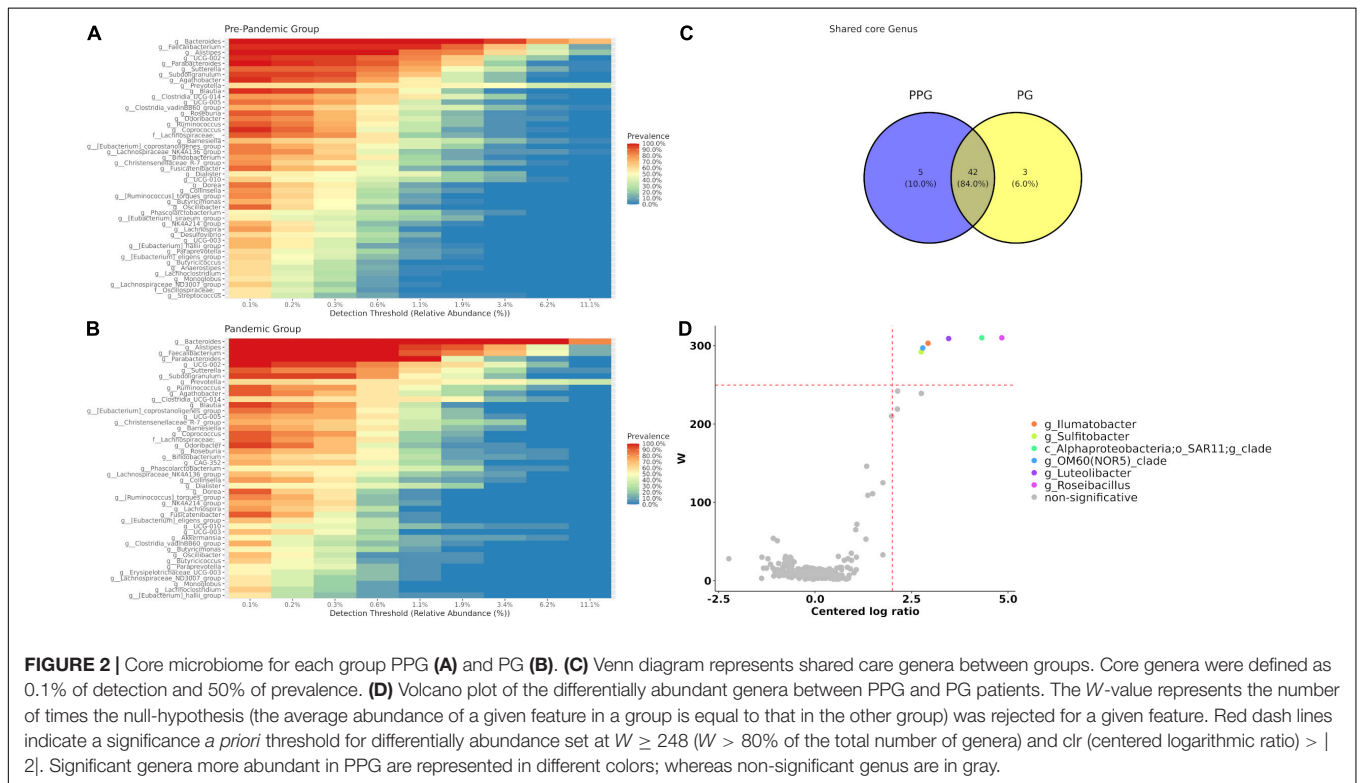 A
Pre-Pandemic Group
g__Bacteroides
g__Faecalibacterium
g__Alistipes
g__UCG-002
g__Parabacteroides
g__Sutterella
g__Subdoligranulum
g__Agathobacter
g__Prevotella
g__Blautia
g__Clostridia_UCG-014
g__UCG-005
g__Clostridia_vadinBB60_group
g__Roseburia
g__Odoribacter
g__Ruminococcus
g__Coprococcus
f__Lachnospiraceae;__
g__Barnesiella
g__[Eubacterium]_coprostanoligenes_group
g__Lachnospiraceae_NK4A136_group
g__Bifidobacterium
g__Christensenellaceae_R-7_group
g__Fusicatenibacter
g__Dialister
g__UCG-010
g__Dorea
g__Collinsella
g__[Ruminococcus]_torques_group
g__Butyricimonas
g__Oscillibacter
g__Phascolarctobacterium
g__[Eubacterium]_siraeum_group
g__NK4A214_group
g__Lachnospira
g__Desulfovibrio
g__UCG-003
g__[Eubacterium]_hallii_group
g__Paraprevotella
g__[Eubacterium]_eligens_group
g__Butyricicoccus
g__Anaerostipes
g__Lachnoclostridium
g__Monoglobus
g__Lachnospiraceae_ND3007_group
f__Oscillospiraceae;__
g__Streptococcus
0.1% 0.2% 0.3% 0.6% 1.1% 1.9% 3.4% 6.2% 11.1%
Detection Threshold (Relative Abundance (%))
Prevalence
100.0%
90.0%
80.0%
70.0%
60.0%
50.0%
40.0%
30.0%
20.0%
10.0%
0.0%
B
Pandemic Group
g__Bacteroides
g__Alistipes
g__Faecalibacterium
g__Parabacteroides
g__UCG-002
g__Sutterella
g__Subdoligranulum
g__Prevotella
g__Ruminococcus
g__Agathobacter
g__Clostridia_UCG-014
g__Blautia
g__[Eubacterium]_coprostanoligenes_group
g__UCG-005
g__Christensenellaceae_R-7_group
g__Barnesiella
g__Coprococcus
f__Lachnospiraceae;__
g__Odoribacter
g__Roseburia
g__Bifidobacterium
g__CAG-352
g__Phascolarctobacterium
g__Lachnospiraceae_NK4A136_group
g__Collinsella
g__Dialister
g__Dorea
g__[Ruminococcus]_torques_group
g__NK4A214_group
g__Lachnospira
g__Fusicatenibacter
g__[Eubacterium]_eligens_group
g__UCG-010
g__UCG-003
g__Akkermansia
g__Clostridia_vadinBB60_group
g__Butyricimonas
g__Oscillibacter
g__Butyricicoccus
g__Paraprevotella
g__Erysipelotrichaceae_UCG-003
g__Lachnospiraceae_ND3007_group
g__Monoglobus
g__Lachnoclostridium
g__[Eubacterium]_hallii_group
0.1% 0.2% 0.3% 0.6% 1.1% 1.9% 3.4% 6.2% 11.1%
Detection Threshold (Relative Abundance (%))
Prevalence
100.0%
90.0%
80.0%
70.0%
60.0%
50.0%
40.0%
30.0%
20.0%
10.0%
0.0%
C
Shared core Genus
PPG PG
5 42 3
(10.0%) (84.0%) (6.0%)
D
W
300
200
100
0
-2.5 0.0 2.5 5.0
Centered log ratio
g_Ilumatobacter
g_Sulfitobacter
c_Alphaproteobacteria;o_SAR11;g_clade
g_OM60(NOR5)_clade
g_Luteolibacter
g_Roseibacillus
non-significative
FIGURE 2 | Core microbiome for each group PPG (A) and PG (B). (C) Venn diagram represents shared care genera between groups. Core genera were defined as
0.1% of detection and 50% of prevalence. (D) Volcano plot of the differentially abundant genera between PPG and PG patients. The W-value represents the number
of times the null-hypothesis (the average abundance of a given feature in a group is equal to that in the other group) was rejected for a given feature. Red dash lines
indicate a significance a priori threshold for differentially abundance set at W ≥ 248 (W > 80% of the total number of genera) and clr (centered logarithmic ratio) > |
2|. Significant genera more abundant in PPG are represented in different colors; whereas non-significant genus are in gray.